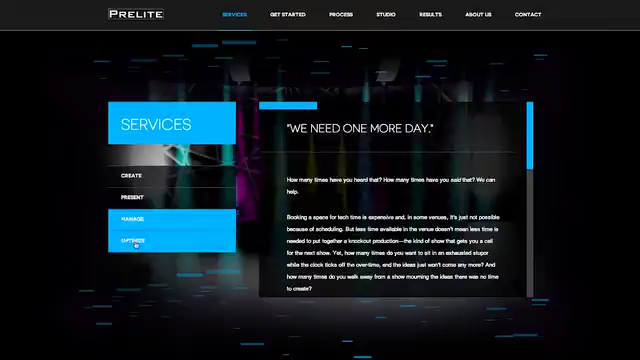 PRELITE
SERVICES
GET STARTED
PROCESS
STUDIO
RESULTS
ABOUT US
CONTACT
SERVICES
CREATE
PRESENT
MANAGE
OPTIMIZE
"WE NEED ONE MORE DAY."
How many times have you heard that? How many times have you said that? We can
help.
Booking a space for tech time is expensive and, in some venues, it's just not possible
because of scheduling. But less time available in the venue doesn't mean less time is
needed to put together a knockout production—the kind of show that gets you a call
for the next show. Yet, how many times do you want to sit in an exhausted stupor
while the clock ticks off the over-time, and the ideas just won't come any more? And
how many times do you walk away from a show mourning the ideas there was no time
to create?